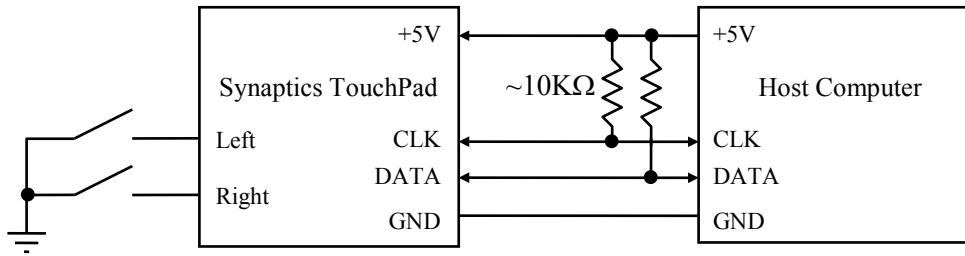 +5V
+5V
Synaptics TouchPad
~10KΩ
Host Computer
Left
CLK
CLK
Right
DATA
DATA
GND
GND